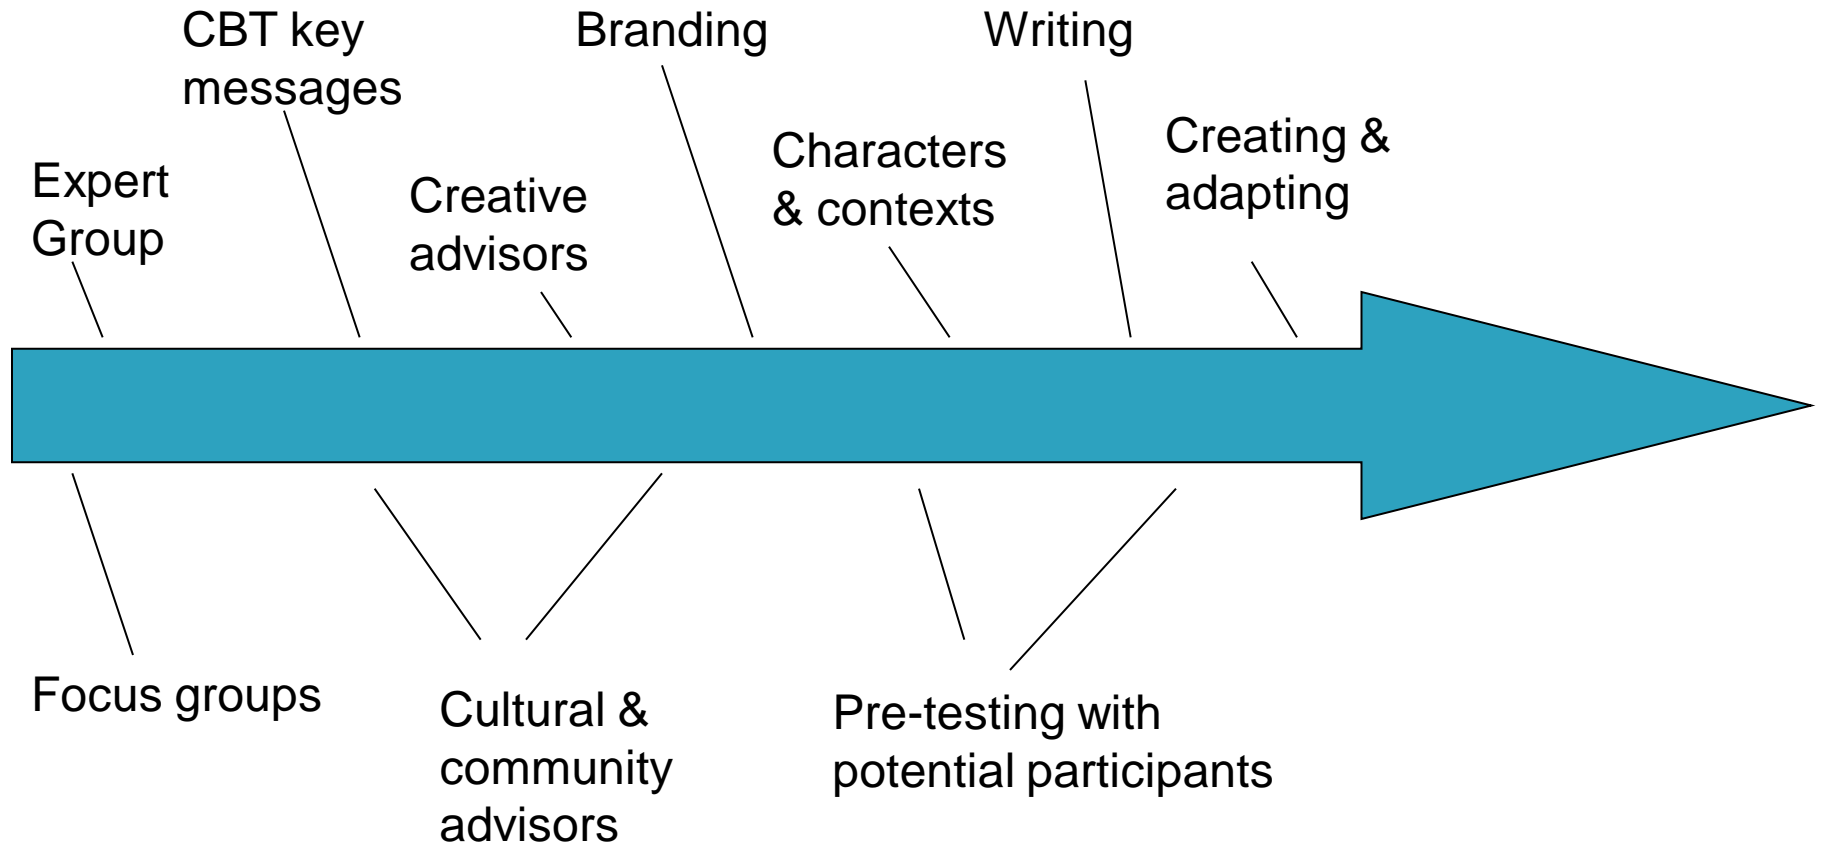 CBT key
messages
Branding
Writing
Expert
Group
Creative
advisors
Characters
& contexts
Creating &
adapting
Focus groups
Cultural &
community
advisors
Pre-testing with
potential participants